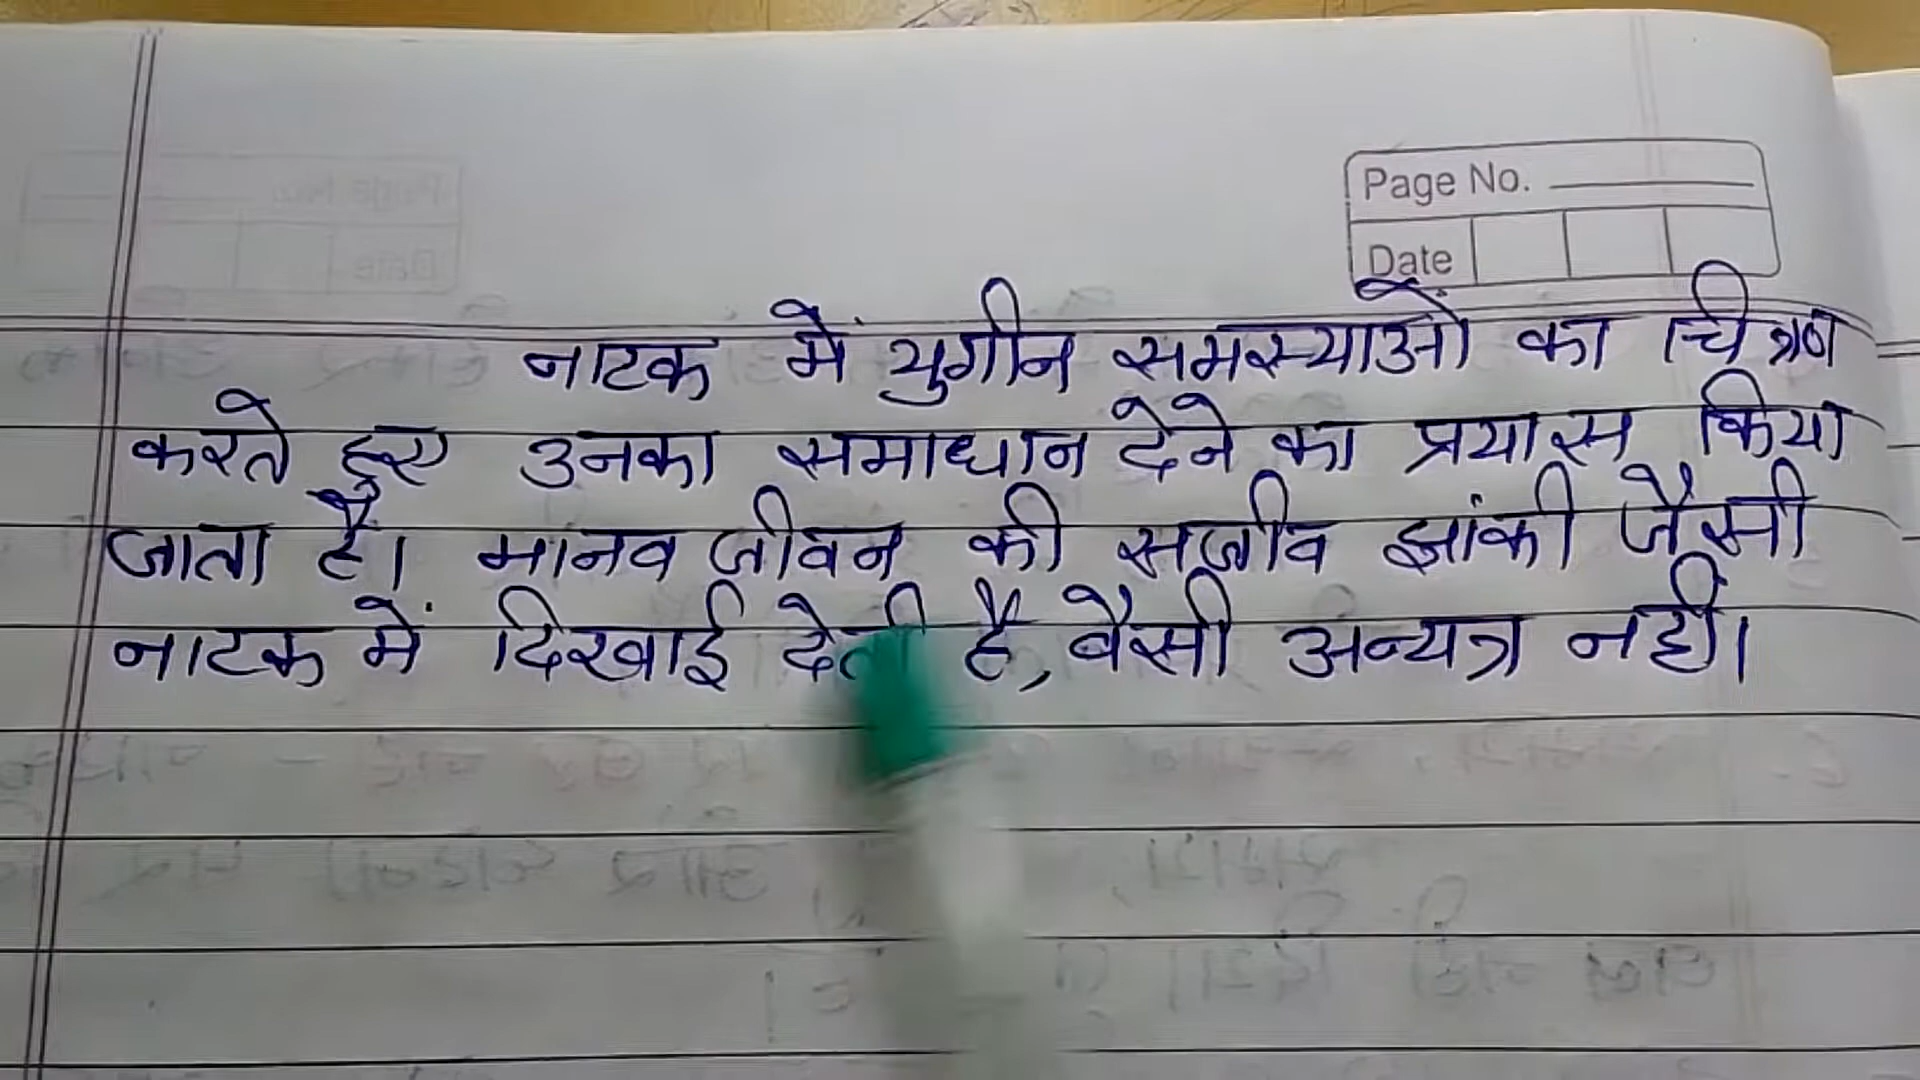 Page No.
Date
नाटक में युगीन समस्याओं का चित्रण
करते हुए उनका समाधान देने का प्रयास किया
जाता है। मानव जीवन की सजीव झांकी जैसी
नाटक में दिखाई देती है, वैसी अन्यत्र नहीं।